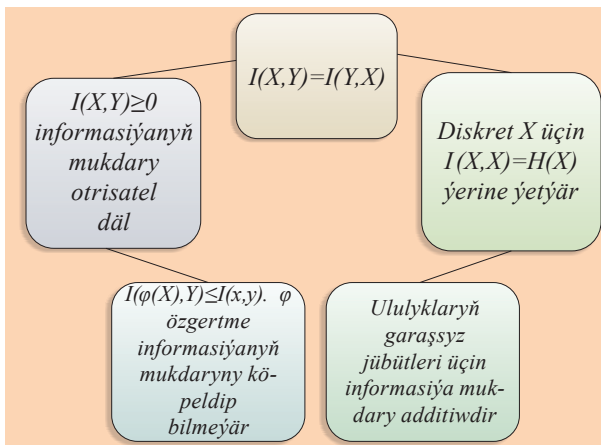 I(X,Y)=I(Y,X)
I(X,Y)≥0
informasiýanyň
mukdary
otrisatel
däl
Diskret X üçin
I (X,X)=H(X)
ýerine ýetýär
I(φ(X),Y)≤I(x,y). φ
özgertme
informasiýanyň
mukdaryny kö-
peldip
bilmeýär
Ululyklaryň
garaşsyz
jübütleri üçin
informasiýa muk-
dary additiwdir